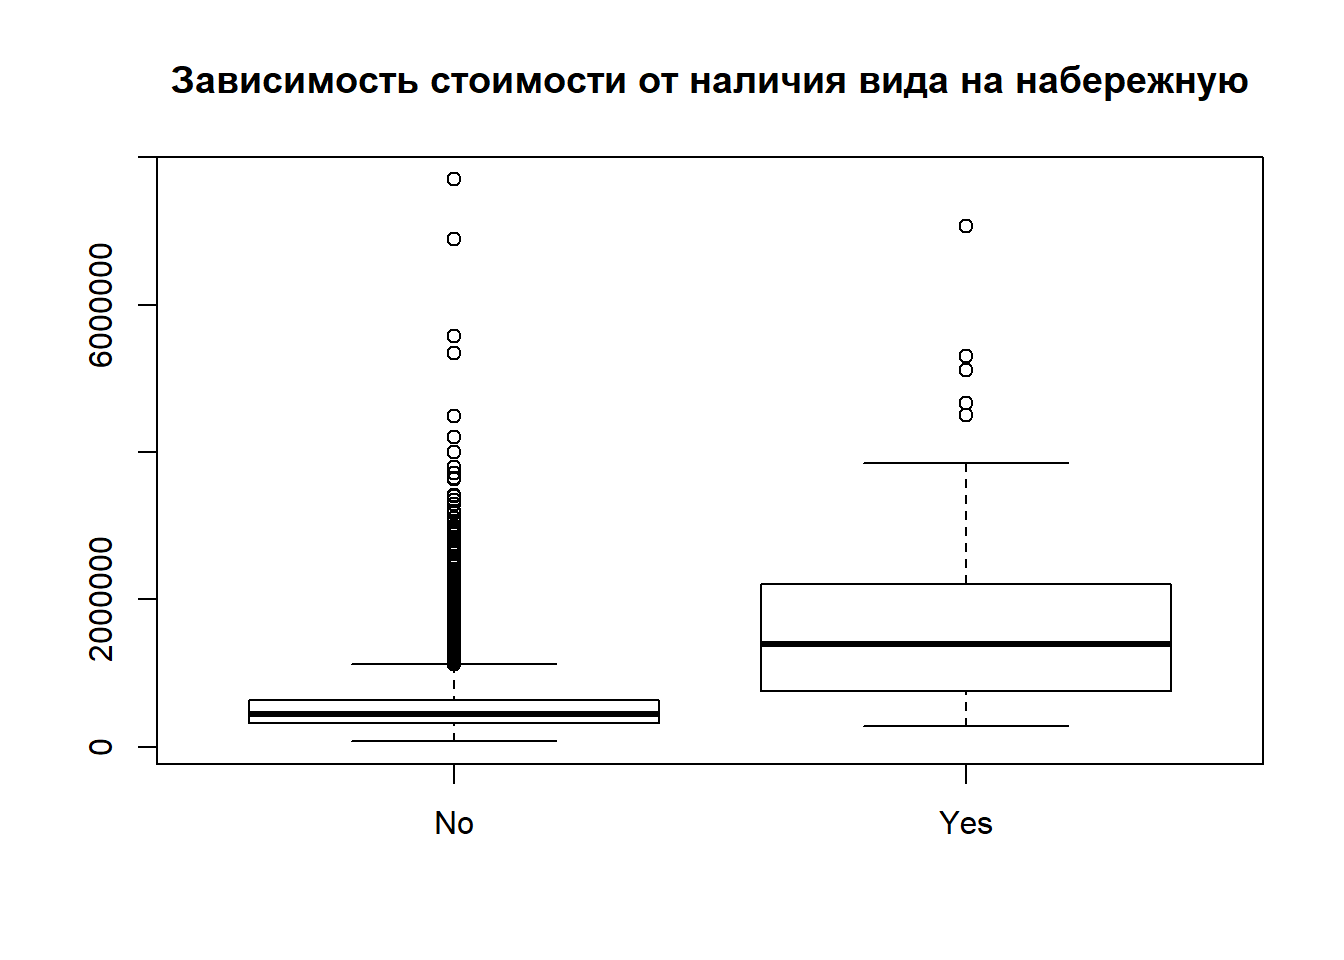 Зависимость стоимости от наличия вида на набережную
6000000
2000000
0
No
Yes